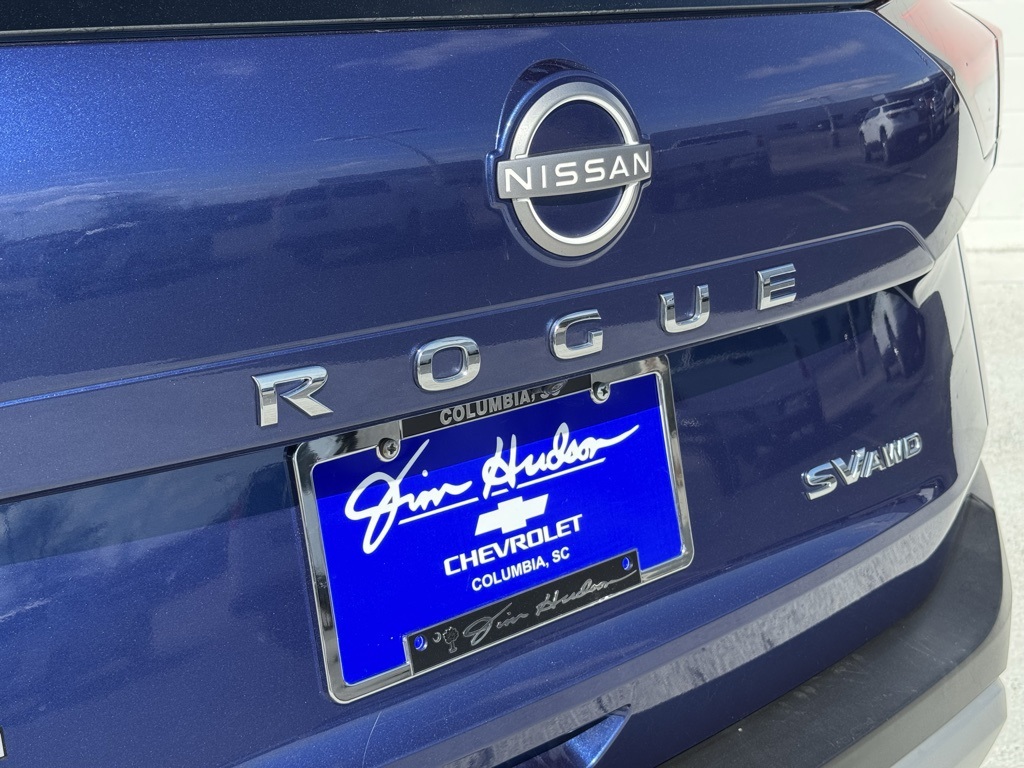 NISSAN
ROGUE
COLUMBIA, SC
Jim Hudson
CHEVROLET
COLUMBIA, SC
Jim Hudson
SV/AWD